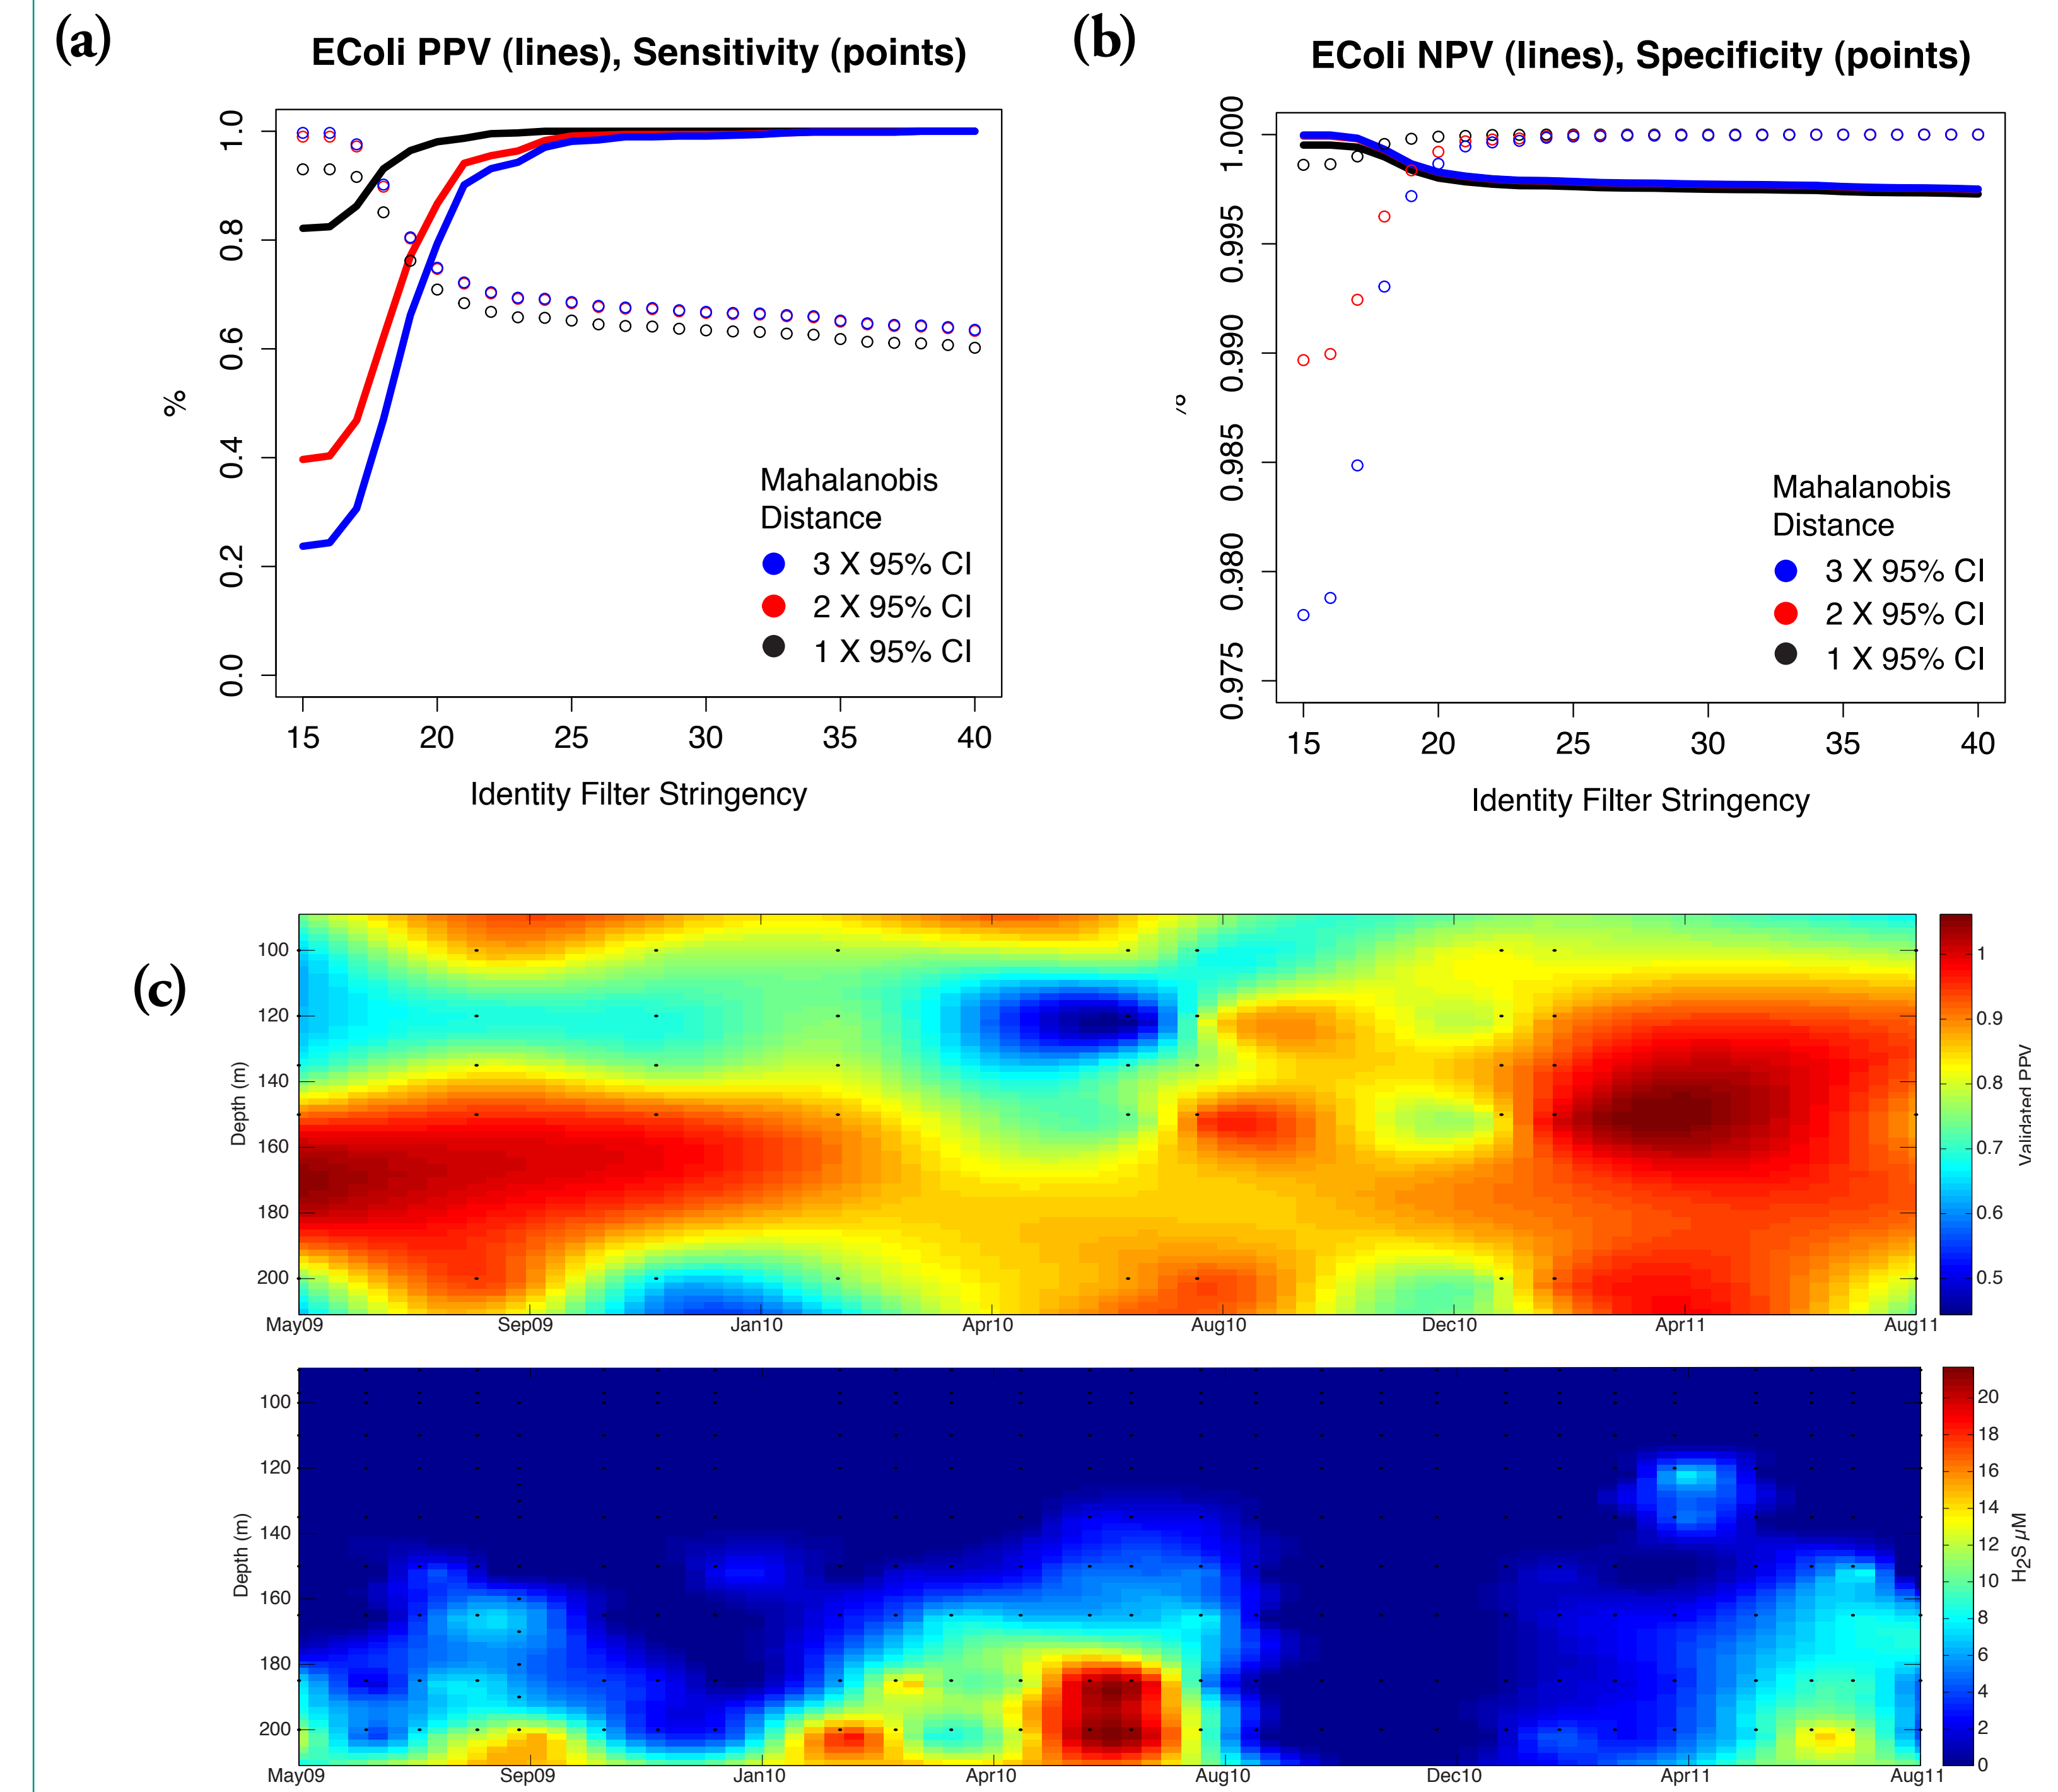 (a)
EColi PPV (lines), Sensitivity (points)
1.0
0.8
0.6
0.4
0.2
0.0
%
Mahalanobis
Distance
3 X 95% CI
2 X 95% CI
1 X 95% CI
15 20 25 30 35 40
Identity Filter Stringency
(b)
EColi NPV (lines), Specificity (points)
1.000
0.995
0.990
0.985
0.980
0.975
Mahalanobis
Distance
3 X 95% CI
2 X 95% CI
1 X 95% CI
15 20 25 30 35 40
Identity Filter Stringency
(c)
100
120
140
160
180
200
Depth (m)
May09 Sep09 Jan10 Apr10 Aug10 Dec10 Apr11 Aug11
1
0.9
0.8
0.7
0.6
0.5
Validated PPV
100
120
140
160
180
200
Depth (m)
May09 Sep09 Jan10 Apr10 Aug10 Dec10 Apr11 Aug11
20
18
16
14
12
10
8
6
4
2
0
H2S µM